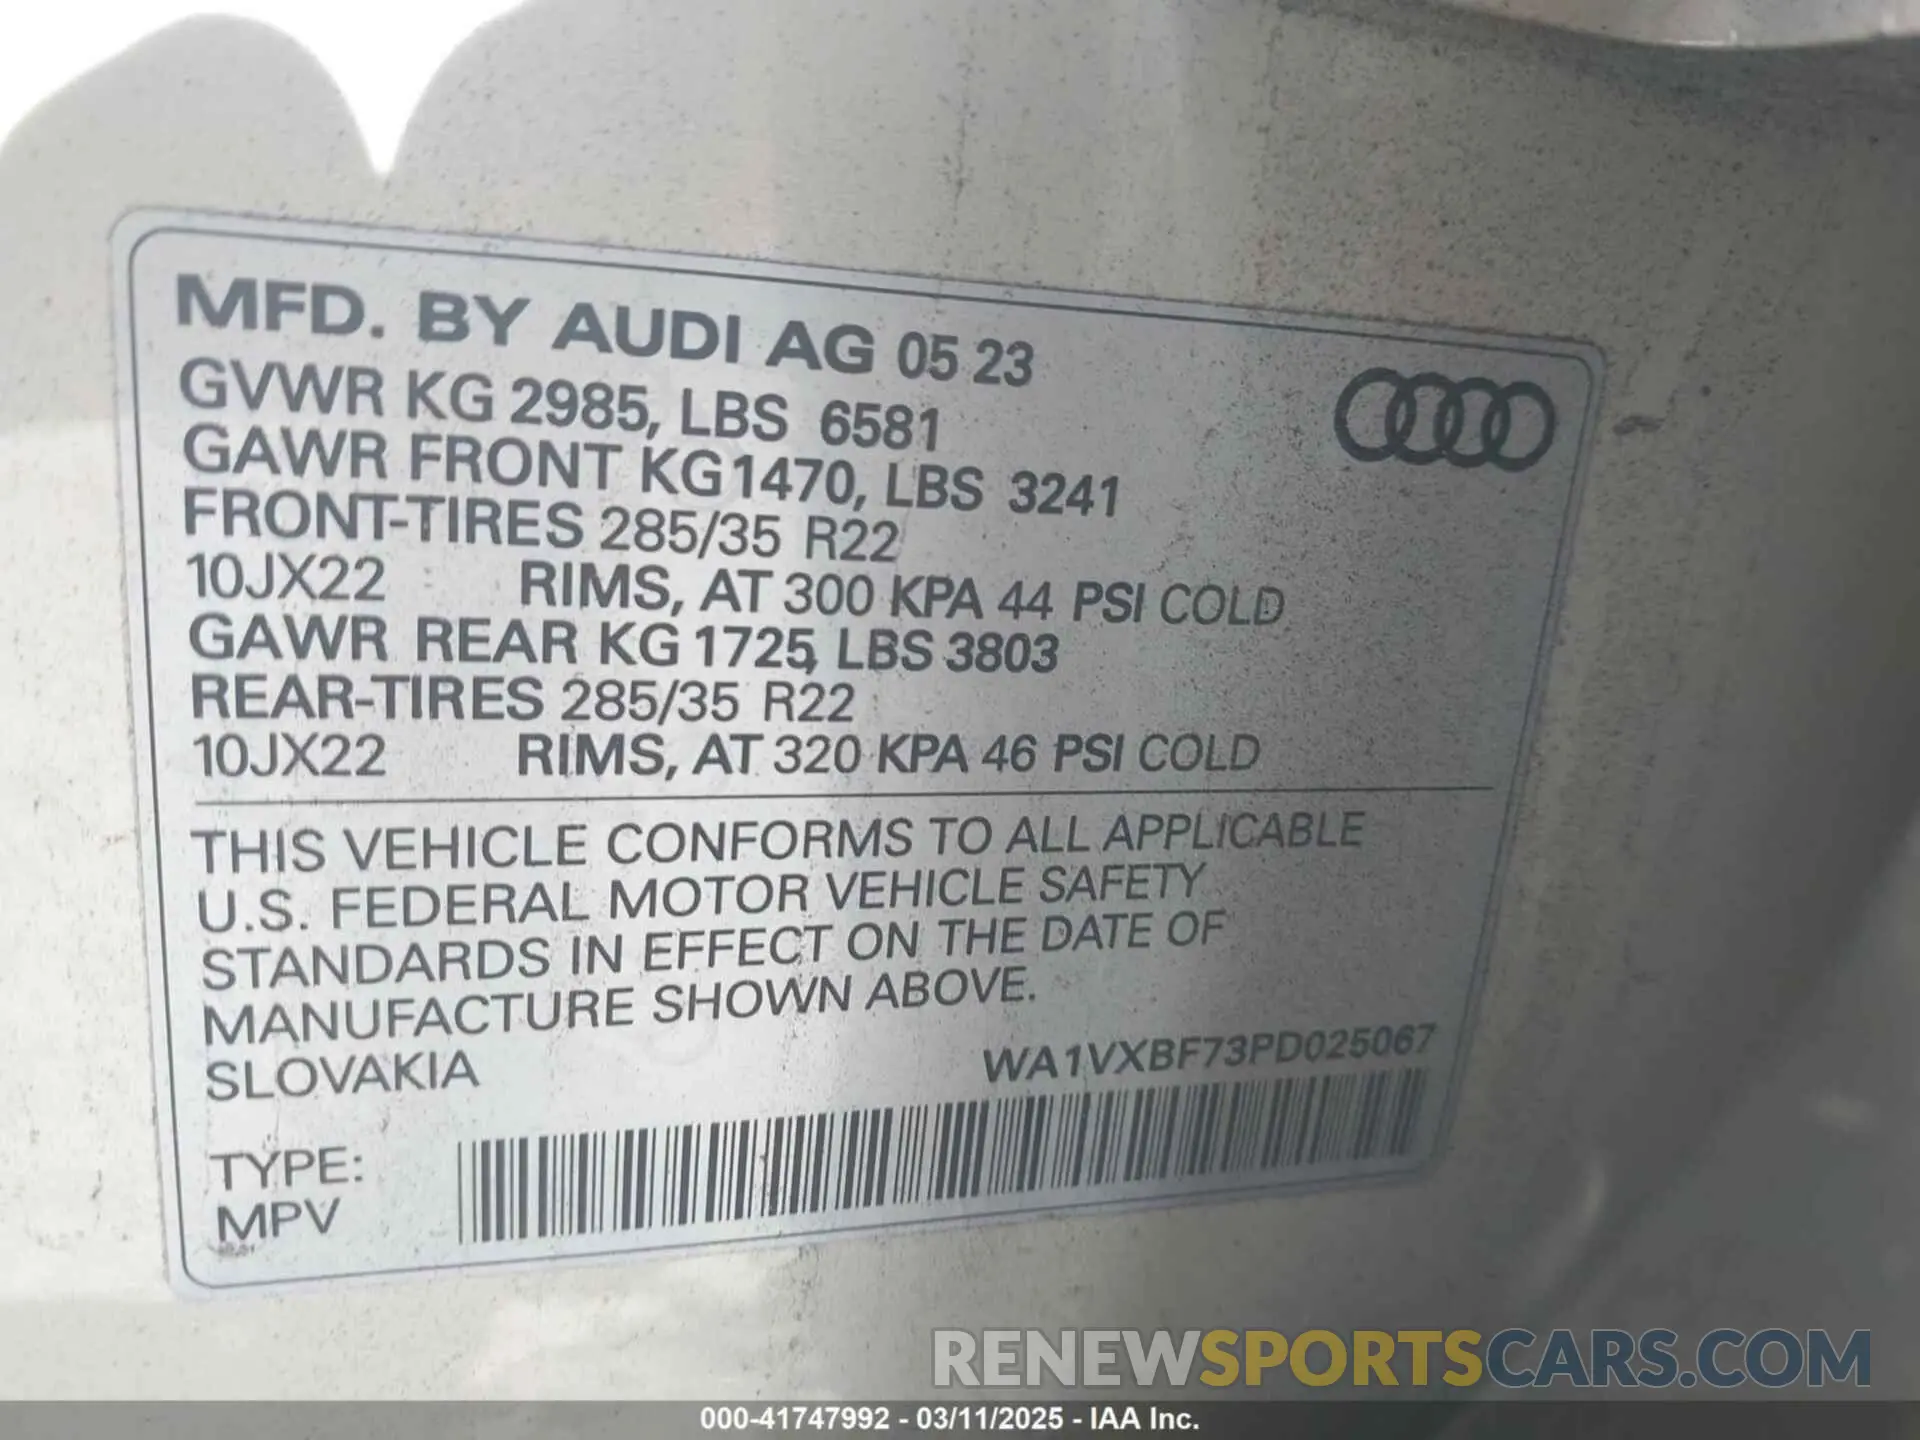 MFD. BY AUDI AG 05 23
GVWR KG 2985, LBS 6581
GAWR FRONT KG 1470, LBS 3241
FRONT-TIRES 285/35 R22
10JX22 RIMS, AT 300 KPA 44 PSI COLD
GAWR REAR KG 1725, LBS 3803
REAR-TIRES 285/35 R22
10JX22 RIMS, AT 320 KPA 46 PSI COLD
THIS VEHICLE CONFORMS TO ALL APPLICABLE
U.S. FEDERAL MOTOR VEHICLE SAFETY
STANDARDS IN EFFECT ON THE DATE OF
MANUFACTURE SHOWN ABOVE.
SLOVAKIA
WA1VXBF73PD025067
TYPE:
MPV
RENEWSPORTSCARS.COM
000-41747992 - 03/11/2025 - IAA Inc.